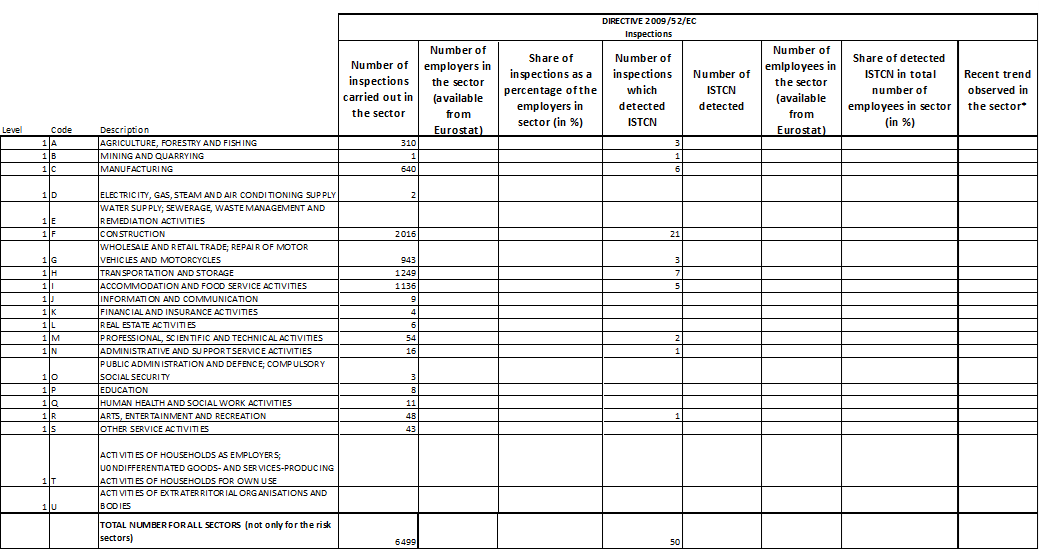 DIRECTIVE 2009/52/EC
Inspections
Level Code Description
Number of
inspections
carried out in
the sector
Number of
employers in
the sector
(available
from
Eurostat)
Share of
inspections as a
percentage of the
employers in
sector (in %)
Number of
inspections
which
detected
ISTCN
Number of
ISTCN
detected
Number of
emlployees in
the sector
(available
from
Eurostat)
Share of detected
ISTCN in total
number of
employees in sector
(in %)
Recent trend
observed in
the sector*
1 A AGRICULTURE, FORESTRY AND FISHING 310 3
1 B MINING AND QUARRYING 1 1
1 C MANUFACTURING 640 6
1 D ELECTRICITY, GAS, STEAM AND AIR CONDITIONING SUPPLY 2
WATER SUPPLY; SEWERAGE, WASTE MANAGEMENT AND
1 E REMEDIATION ACTIVITIES
1 F CONSTRUCTION 2016 21
WHOLESALE AND RETAIL TRADE; REPAIR OF MOTOR
1 G VEHICLES AND MOTORCYCLES 943 3
1 H TRANSPORTATION AND STORAGE 1249 7
1 I ACCOMMODATION AND FOOD SERVICE ACTIVITIES 1136 5
1 J INFORMATION AND COMMUNICATION 9
1 K FINANCIAL AND INSURANCE ACTIVITIES 4
1 L REAL ESTATE ACTIVITIES 6
1 M PROFESSIONAL, SCIENTIFIC AND TECHNICAL ACTIVITIES 54 2
1 N ADMINISTRATIVE AND SUPPORT SERVICE ACTIVITIES 16 1
PUBLIC ADMINISTRATION AND DEFENCE; COMPULSORY
1 O SOCIAL SECURITY 3
1 P EDUCATION 8
1 Q HUMAN HEALTH AND SOCIAL WORK ACTIVITIES 11
1 R ARTS, ENTERTAINMENT AND RECREATION 48 1
1 S OTHER SERVICE ACTIVITIES 43
ACTIVITIES OF HOUSEHOLDS AS EMPLOYERS;
U0NDIFFERENTIATED GOODS- AND SERVICES-PRODUCING
1 T ACTIVITIES OF HOUSEHOLDS FOR OWN USE
ACTIVITIES OF EXTRATERRITORIAL ORGANISATIONS AND
1 U BODIES
TOTAL NUMBER FOR ALL SECTORS (not only for the risk
sectors) 6499 50